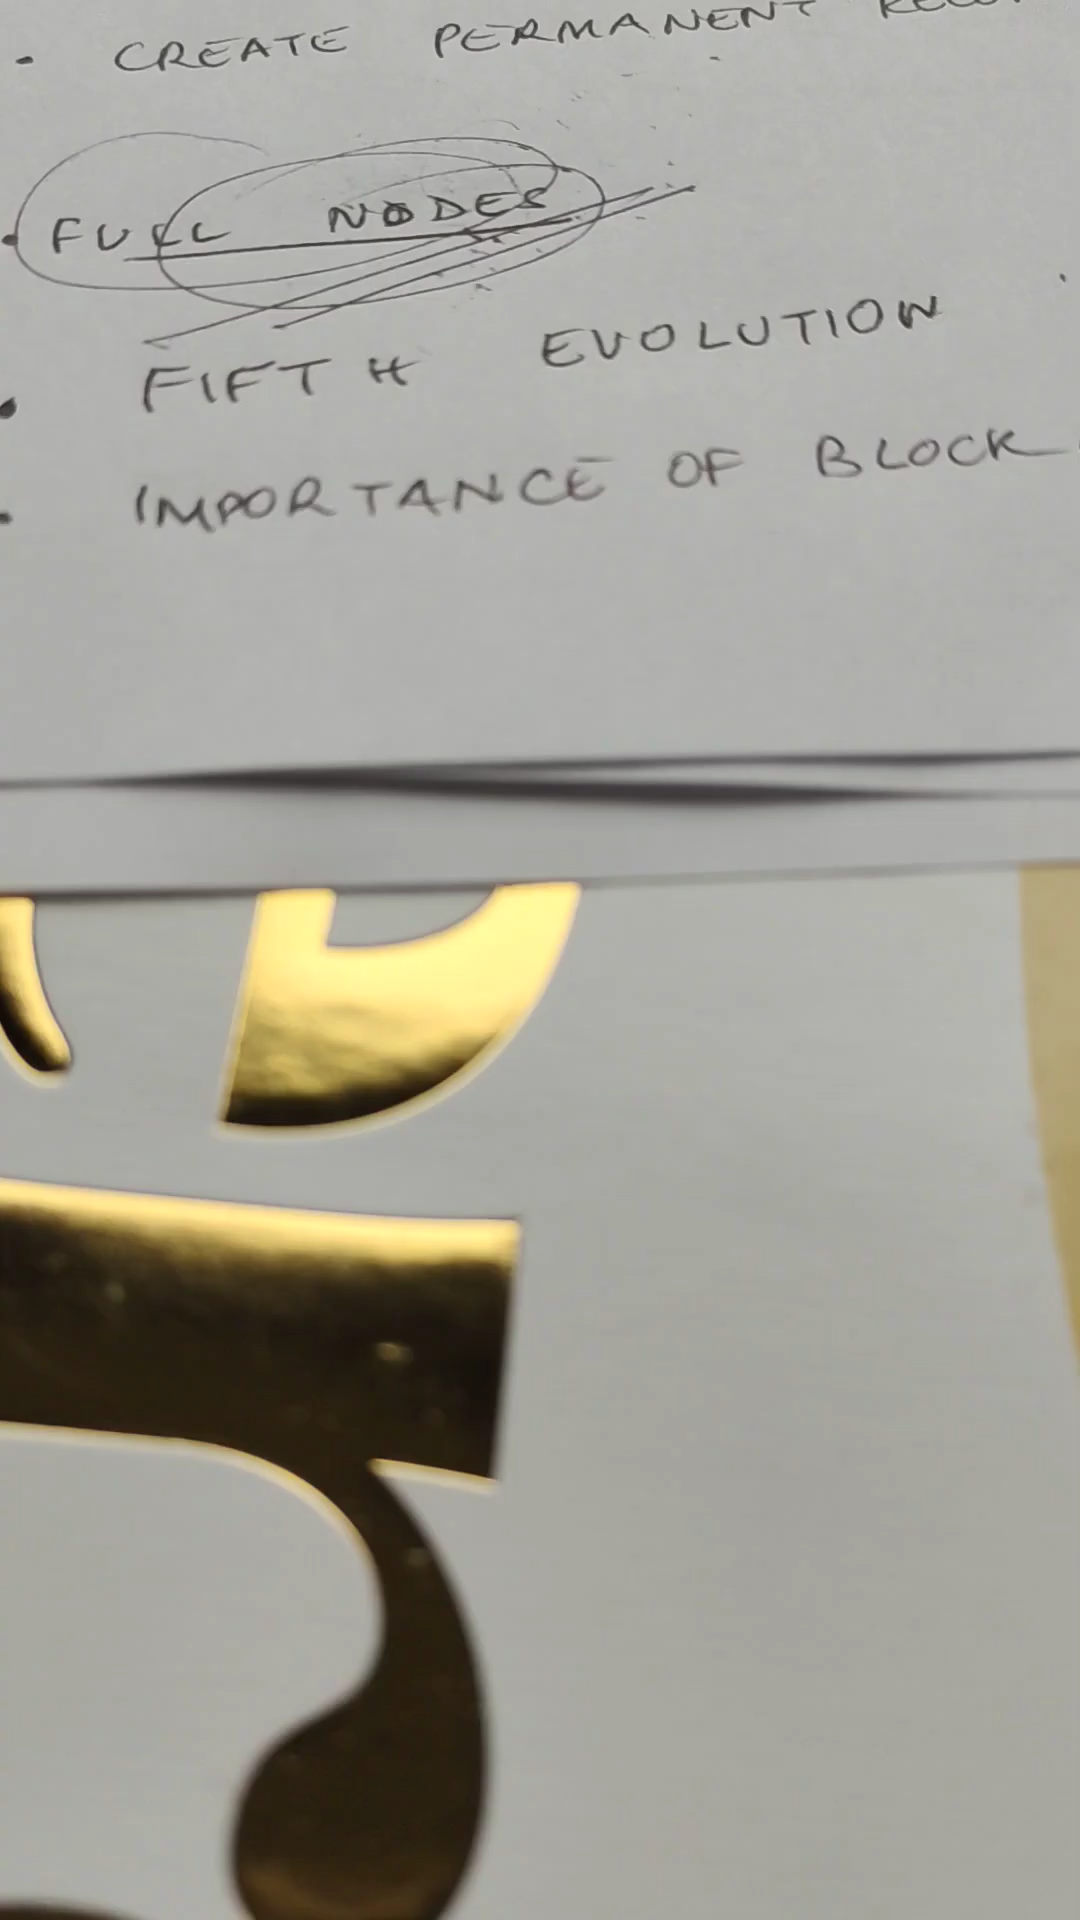 • CREATE PERMANENT
• FULL NODES
• FIFTH EVOLUTION
• IMPORTANCE OF BLOCK